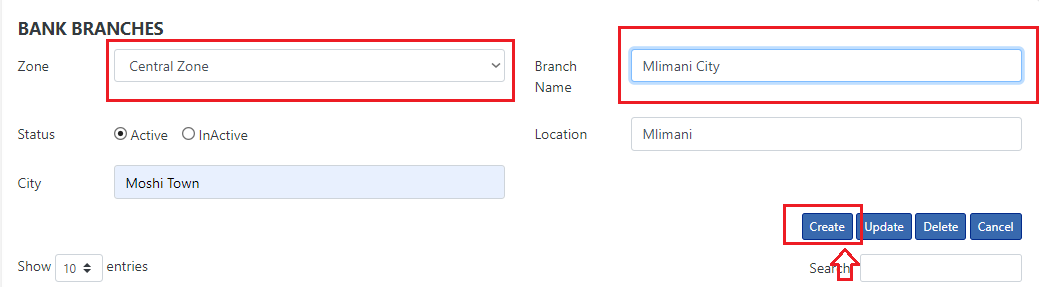 BANK BRANCHES
Zone Central Zone Branch Name Mlimani City
Status Active InActive Location Mlimani
City Moshi Town
Create Update Delete Cancel
Show 10 entries Search